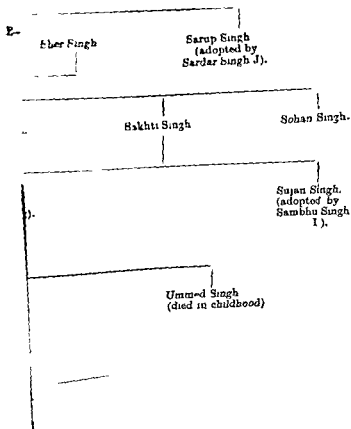 P—
Sher Singh
Sarup Singh
(adopted by
Sardar Singh J).
Bakhti Singh
Sohan Singh.
).
Sujan Singh.
(adopted by
Sambhu Singh
I ).
Ummed Singh
(died in childhood)